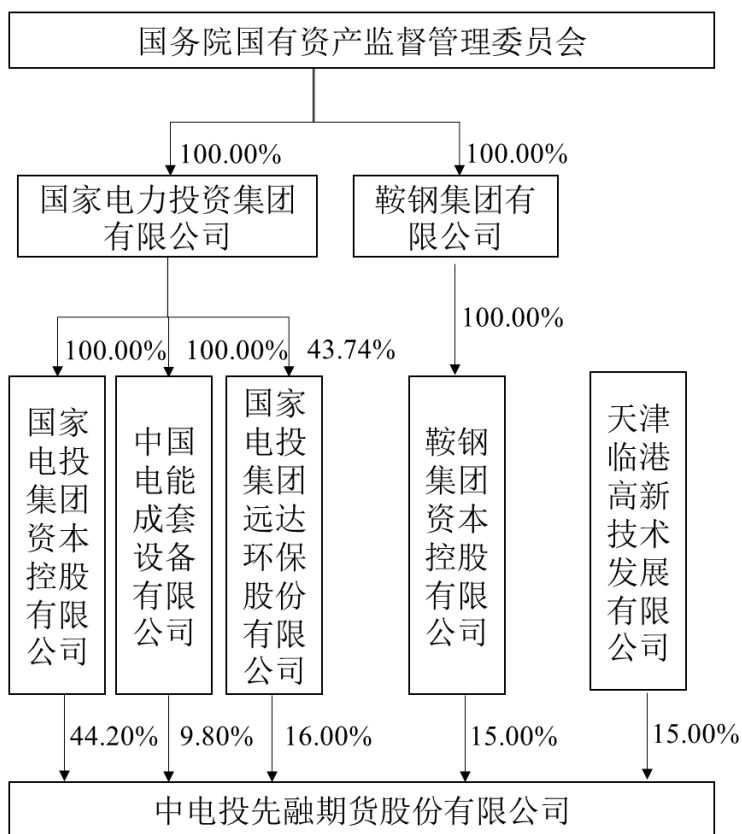 国务院国有资产监督管理委员会
100.00%
100.00%
国家电力投资集团
有限公司
鞍钢集团有
限公司
100.00%
100.00%
100.00%
43.74%
国家
电投
集团
资本
控股
有限
公司
中国
电能
成套
设备
有限
公司
国家
电投
集团
远达
环保
股份
有限
公司
鞍钢
集团
资本
控股
有限
公司
天津
临港
高新
技术
发展
有限
公司
44.20%
9.80%
16.00%
15.00%
15.00%
中电投先融期货股份有限公司